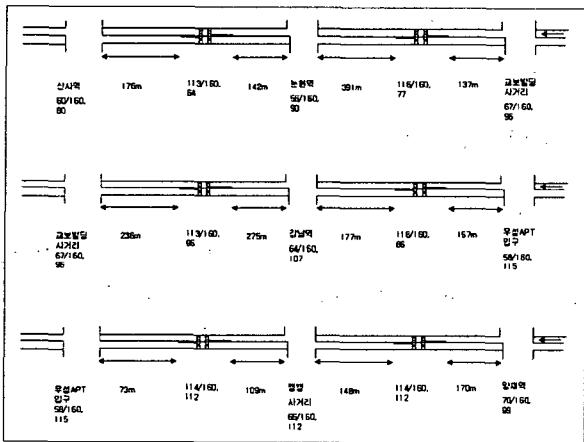 신사역
60/160,
80
176m
113/160,
64
142m
논현역
56/160,
90
391m
116/160,
77
137m
교보빌딩
사거리
67/160,
96
교보빌딩
사거리
67/160,
96
236m
113/160,
96
275m
강남역
64/160,
107
177m
116/160,
86
157m
우성APT
입구
58/160,
115
우성APT
입구
58/160,
115
73m
114/160,
112
109m
뱅뱅
사거리
65/160,
112
148m
114/160,
112
170m
양재역
70/160,
99